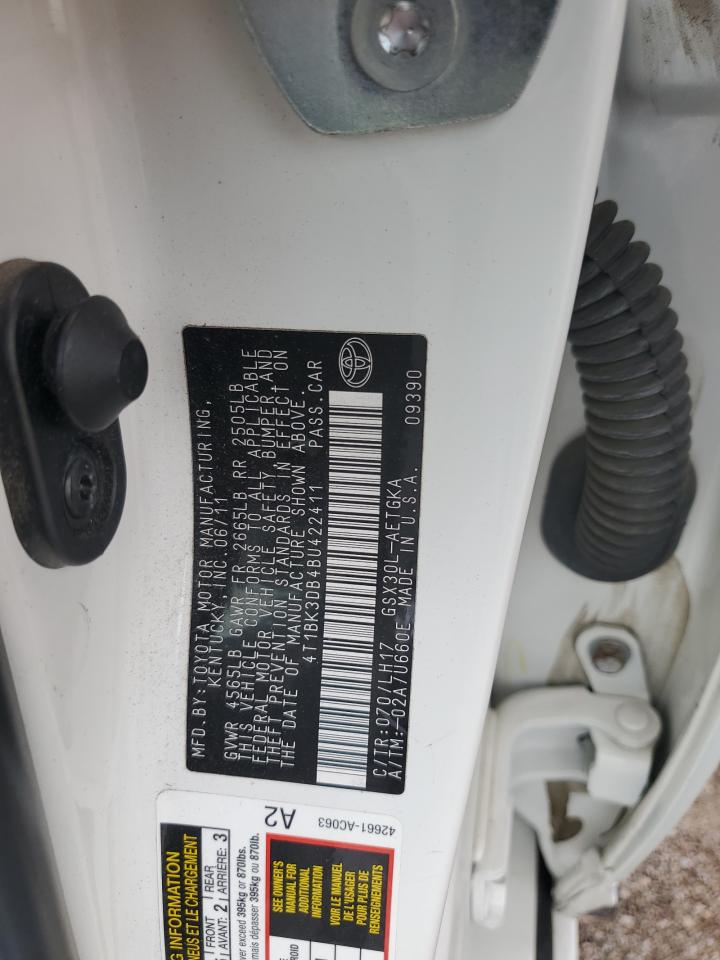 MFD. BY: TOYOTA MOTOR MANUFACTURING,
KENTUCKY, INC. 06/11
GVWR 4565LB GAWR FR 2605LB RR 2505LB
THIS VEHICLE CONFORMS TO ALL APPLICABLE
FEDERAL MOTOR VEHICLE SAFETY, BUMPER AND
THEFT PREVENTION STANDARDS IN EFFECT ON
THE DATE OF MANUFACTURE SHOWN ABOVE.
4T1BK3DB4BU422411 PASS.CAR
C/TR: 070/LH17 GSX30L-AETGKA
A/TM: -02A/U660E MADE IN U.S.A. 09390
G INFORMATION
NEUS ET LE CHARGEMENT
FRONT REAR
AVANT: 2 ARRIÈRE: 3
ver exceed 395kg or 870lbs.
mais dépasser 395kg ou 870lb.
SEE OWNER'S
MANUAL FOR
ADDITIONAL
INFORMATION
VOIR LE MANUEL
DE L'USAGER
POUR PLUS DE
RENSEIGNEMENTS
A2
42661-AC063